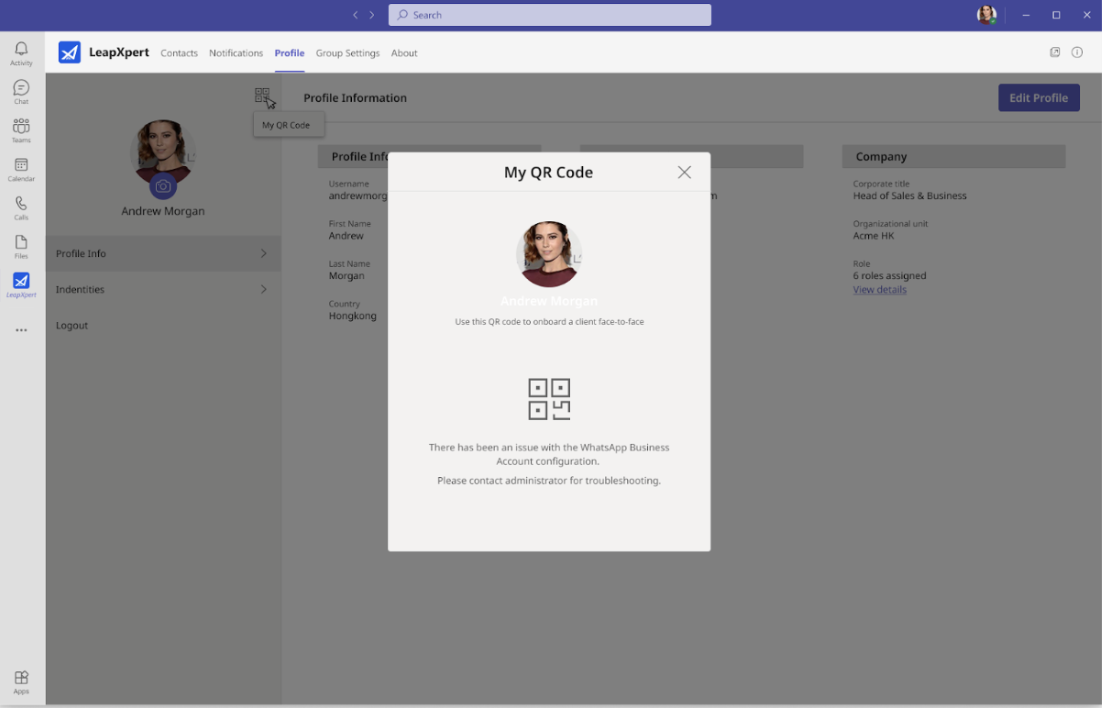 Search
Activity
Chat
Teams
Calendar
Calls
Files
LeapXpert
Apps
LeapXpert
Contacts
Notifications
Profile
Group Settings
About
My QR Code
Andrew Morgan
Profile Info
Indentities
Logout
Profile Information
Edit Profile
Username
First Name
Andrew
Last Name
Morgan
Country
Hongkong
Company
Corporate title
Head of Sales & Business
Organizational unit
Acme HK
Role
6 roles assigned
View details
My QR Code
Andrew Morgan
Use this QR code to onboard a client face-to-face
There has been an issue with the WhatsApp Business
Account configuration.
Please contact administrator for troubleshooting.